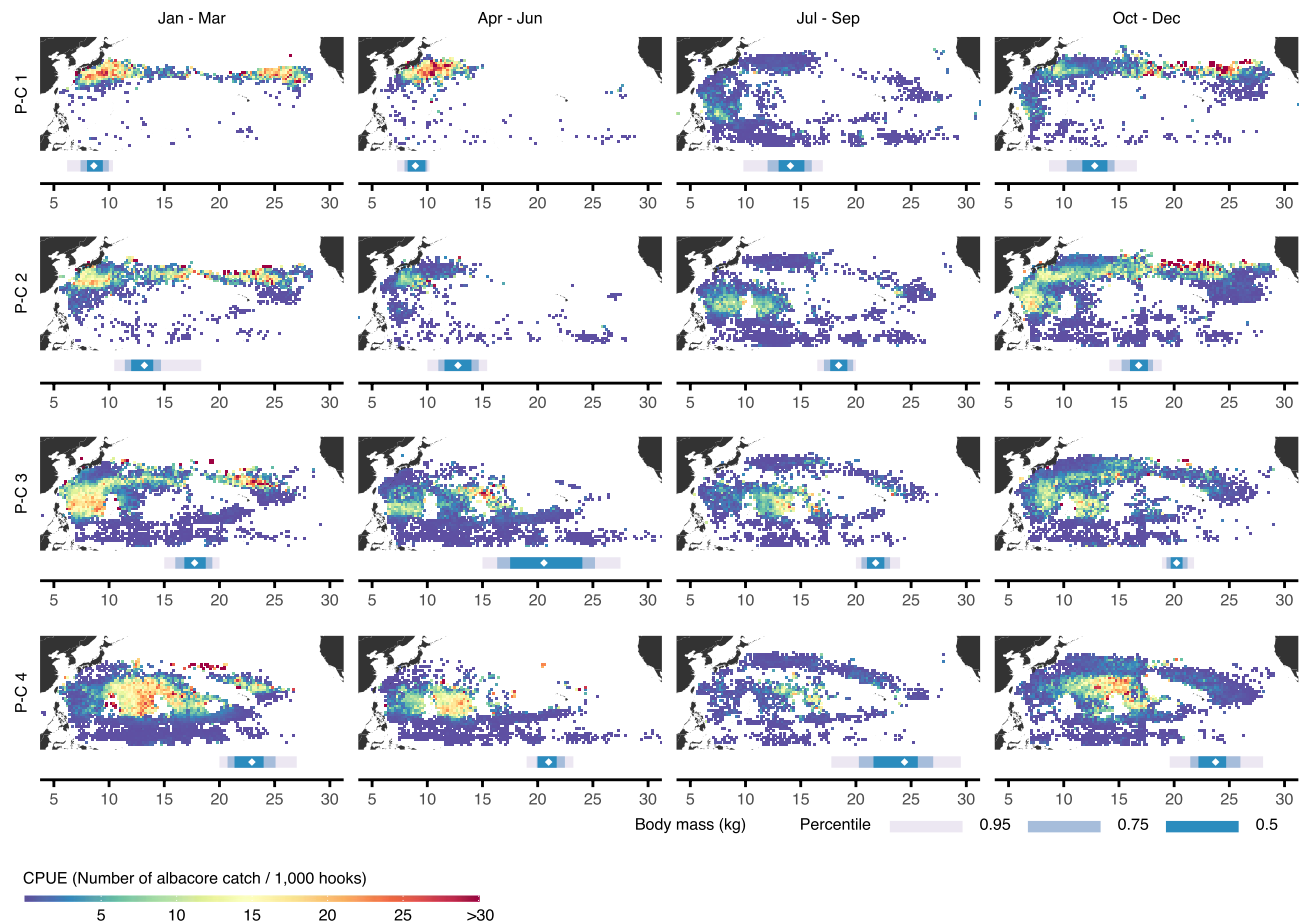 Jan - Mar Apr - Jun Jul - Sep Oct - Dec
P-C 1
5 10 15 20 25 30 5 10 15 20 25 30 5 10 15 20 25 30 5 10 15 20 25 30
P-C 2
5 10 15 20 25 30 5 10 15 20 25 30 5 10 15 20 25 30 5 10 15 20 25 30
P-C 3
5 10 15 20 25 30 5 10 15 20 25 30 5 10 15 20 25 30 5 10 15 20 25 30
P-C 4
5 10 15 20 25 30 5 10 15 20 25 30 5 10 15 20 25 30 5 10 15 20 25 30
Body mass (kg) Percentile 0.95 0.75 0.5
CPUE (Number of albacore catch / 1,000 hooks)
5 10 15 20 25 >30